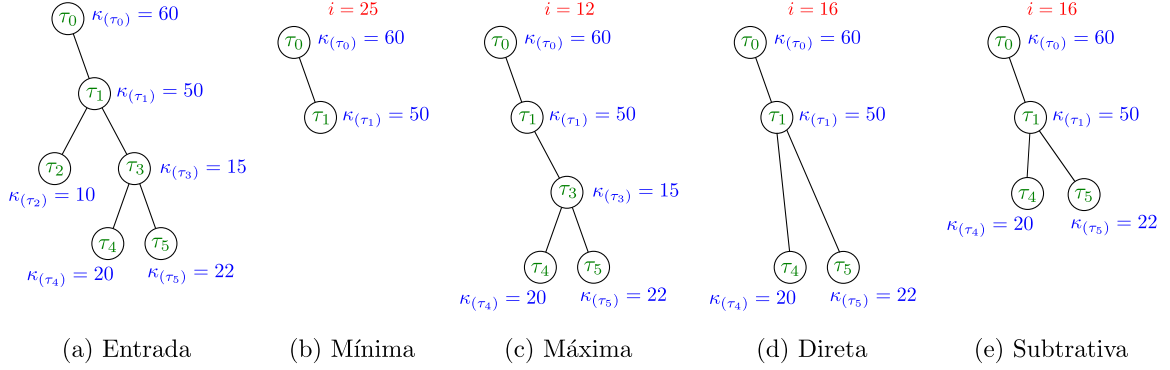 τ0 κ(τ0) = 60
τ1 κ(τ1) = 50
τ2 τ3 κ(τ3) = 15
κ(τ2) = 10
τ4 τ5
κ(τ4) = 20 κ(τ5) = 22
(a) Entrada
i = 25
τ0 κ(τ0) = 60
τ1 κ(τ1) = 50
(b) Mínima
i = 12
τ0 κ(τ0) = 60
τ1 κ(τ1) = 50
τ3 κ(τ3) = 15
τ4 τ5
κ(τ4) = 20 κ(τ5) = 22
(c) Máxima
i = 16
τ0 κ(τ0) = 60
τ1 κ(τ1) = 50
τ4 τ5
κ(τ4) = 20 κ(τ5) = 22
(d) Direta
i = 16
τ0 κ(τ0) = 60
τ1 κ(τ1) = 50
τ4 τ5
κ(τ4) = 20 κ(τ5) = 22
(e) Subtrativa